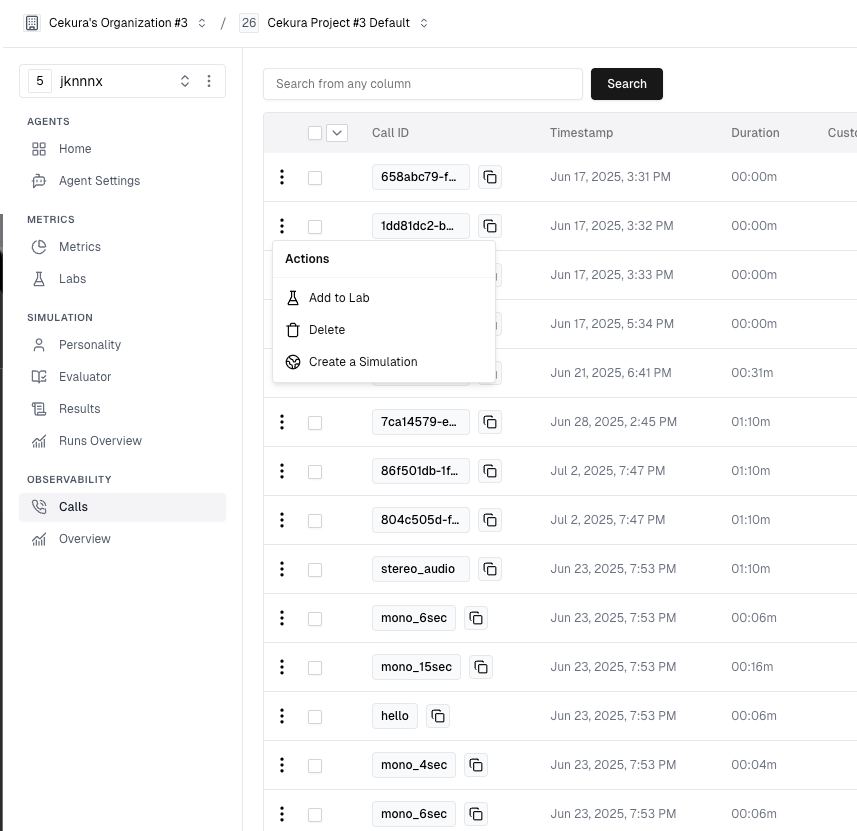 Cekura's Organization #3 / 26 Cekura Project #3 Default
5 jknnnx
AGENTS
Home
Agent Settings
METRICS
Metrics
Labs
SIMULATION
Personality
Evaluator
Results
Runs Overview
OBSERVABILITY
Calls
Overview
Search from any column Search
Call ID Timestamp Duration Custo
658abc79-f... Jun 17, 2025, 3:31 PM 00:00m
1dd81dc2-b... Jun 17, 2025, 3:32 PM 00:00m
Actions
Add to Lab
Delete
Create a Simulation
Jun 17, 2025, 3:33 PM 00:00m
Jun 17, 2025, 5:34 PM 00:00m
Jun 21, 2025, 6:41 PM 00:31m
7ca14579-e... Jun 28, 2025, 2:45 PM 01:10m
86f501db-1f... Jul 2, 2025, 7:47 PM 01:10m
804c505d-f... Jul 2, 2025, 7:47 PM 01:10m
stereo_audio Jun 23, 2025, 7:53 PM 01:10m
mono_6sec Jun 23, 2025, 7:53 PM 00:06m
mono_15sec Jun 23, 2025, 7:53 PM 00:16m
hello Jun 23, 2025, 7:53 PM 00:06m
mono_4sec Jun 23, 2025, 7:53 PM 00:04m
mono_6sec Jun 23, 2025, 7:53 PM 00:06m